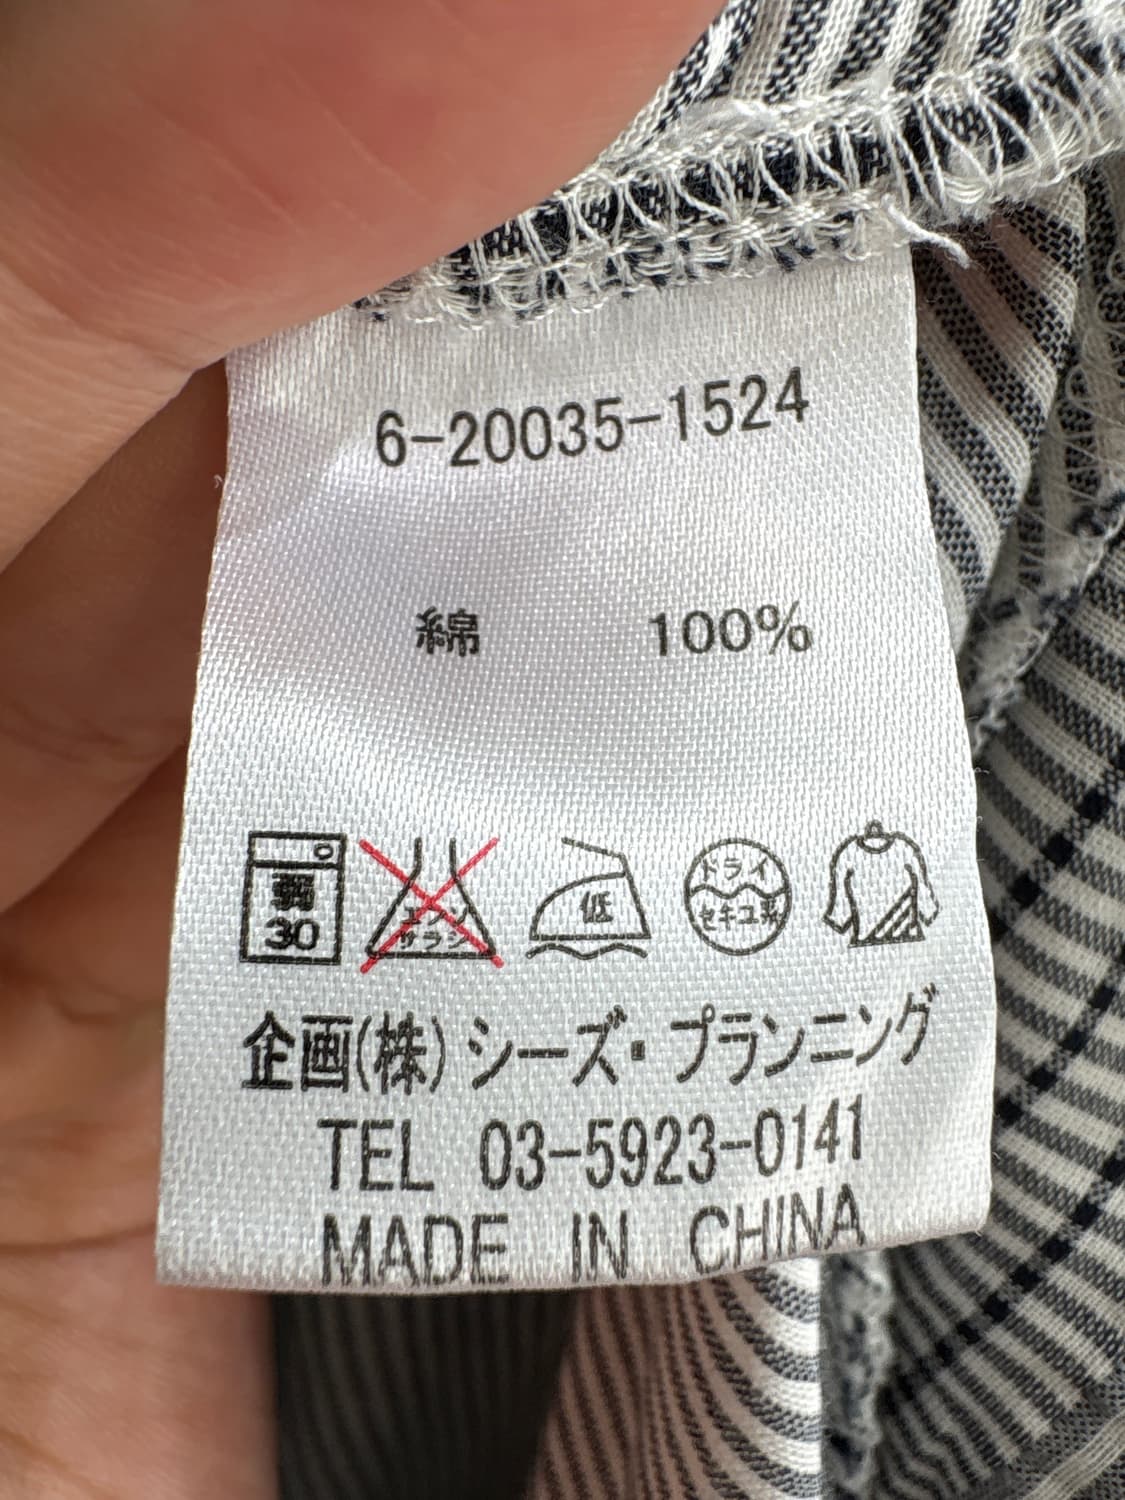 6-20035-1524
綿 100%
弱
30
エンソ
サラシ
低
ドライ
セキユ系
企画(株)シーズ・プランニング
TEL 03-5923-0141
MADE IN CHINA